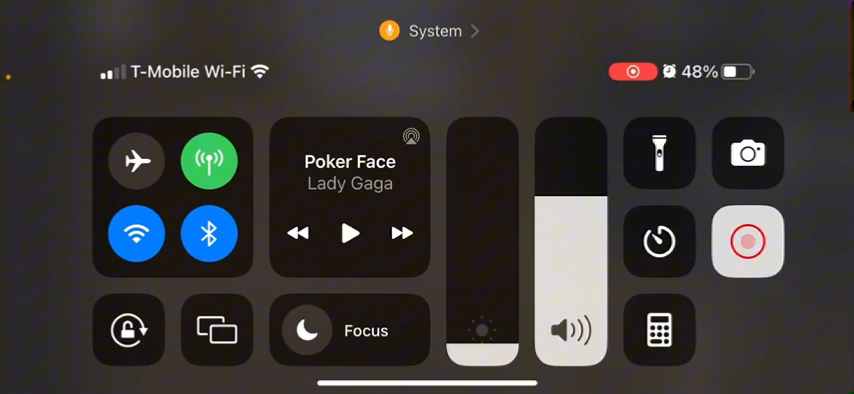 System
T-Mobile Wi-Fi
48%
Poker Face
Lady Gaga
Focus